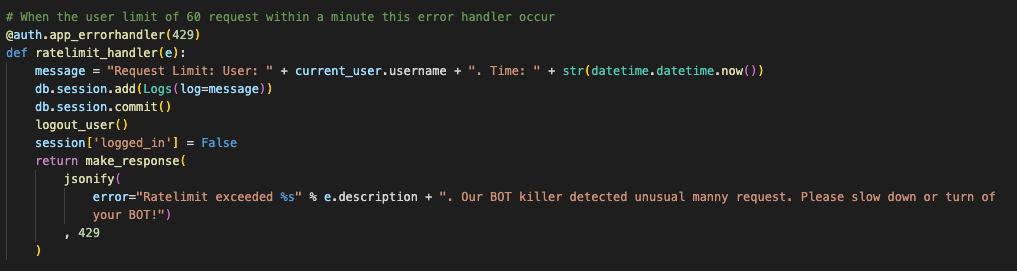 # When the user limit of 60 request within a minute this error handler occur
@auth.app_errorhandler(429)
def ratelimit_handler(e):
    message = "Request Limit: User: " + current_user.username + ". Time: " + str(datetime.datetime.now())
    db.session.add(Logs(log=message))
    db.session.commit()
    logout_user()
    session['logged_in'] = False
    return make_response(
        jsonify(
            error="Ratelimit exceeded %s" % e.description + ". Our BOT killer detected unusual manny request. Please slow down or turn of
            your BOT!")
        , 429
    )